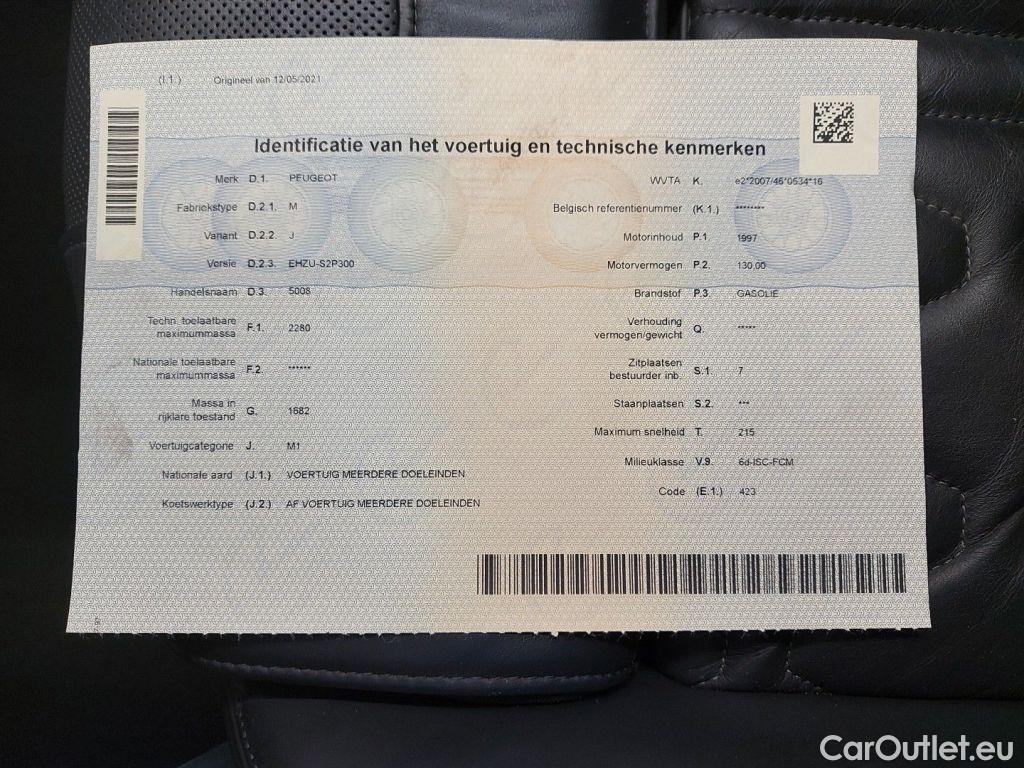 (I.1.) Origineel van 12/05/2021
Identificatie van het voertuig en technische kenmerken
Merk D.1. PEUGEOT
Fabriekstype D.2.1. M
Variant D.2.2. J
Versie D.2.3. EHZU-S2P300
Handelsnaam D.3. 5008
Techn. toelaatbare
maximummassa F.1. 2280
Nationale toelaatbare
maximummassa F.2. ******
Massa in
rijklare toestand G. 1682
Voertuigcategorie J. M1
Nationale aard (J.1.) VOERTUIG MEERDERE DOELEINDEN
Koetswerktype (J.2.) AF VOERTUIG MEERDERE DOELEINDEN
WVTA K. e2*2007/46*0534*16
Belgisch referentienummer (K.1.) ********
Motorinhoud P.1. 1997
Motorvermogen P.2. 130,00
Brandstof P.3. GASOLIE
Verhouding
vermogen/gewicht Q. *****
Zitplaatsen
bestuurder inb. S.1. 7
Staanplaatsen S.2. ***
Maximum snelheid T. 215
Milieuklasse V.9. 6d-ISC-FCM
Code (E.1.) 423
CarOutlet.eu